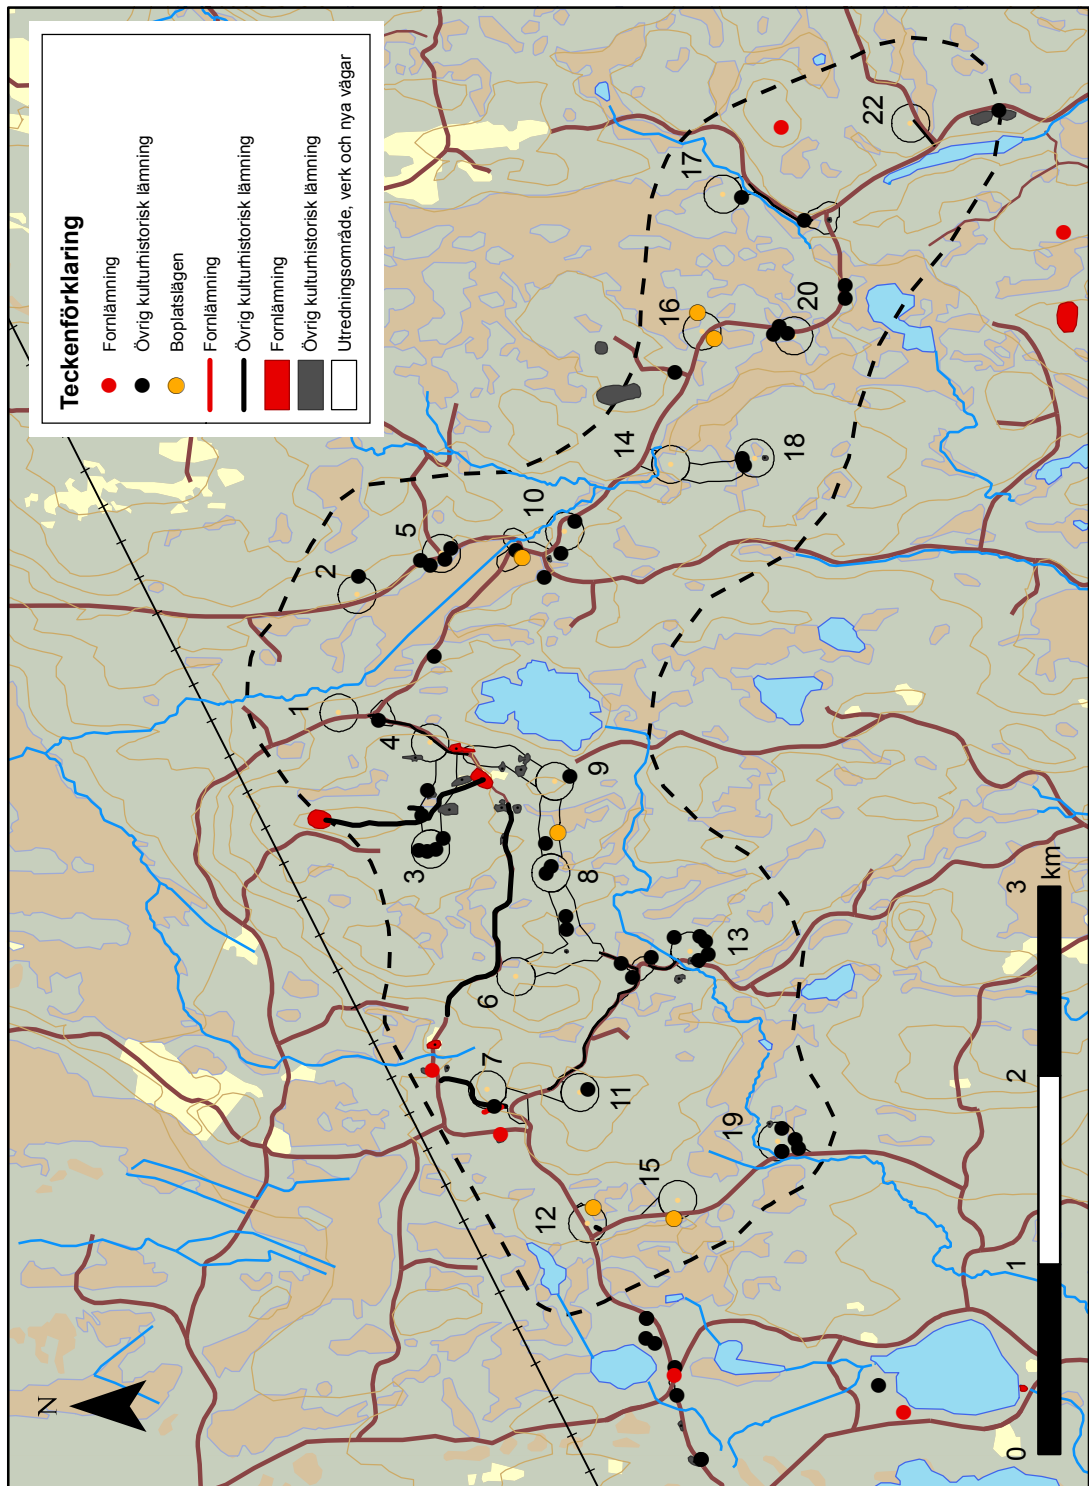 Teckenförklaring
Fornlämning
Övrig kulturhistorisk lämning
Boplatslägen
Fornlämning
Övrig kulturhistorisk lämning
Fornlämning
Övrig kulturhistorisk lämning
Utredningsområde, verk och nya vägar
N
1
2
3
4
5
6
7
8
9
10
11
12
13
14
15
16
17
18
19
20
22
0
1
2
3
km